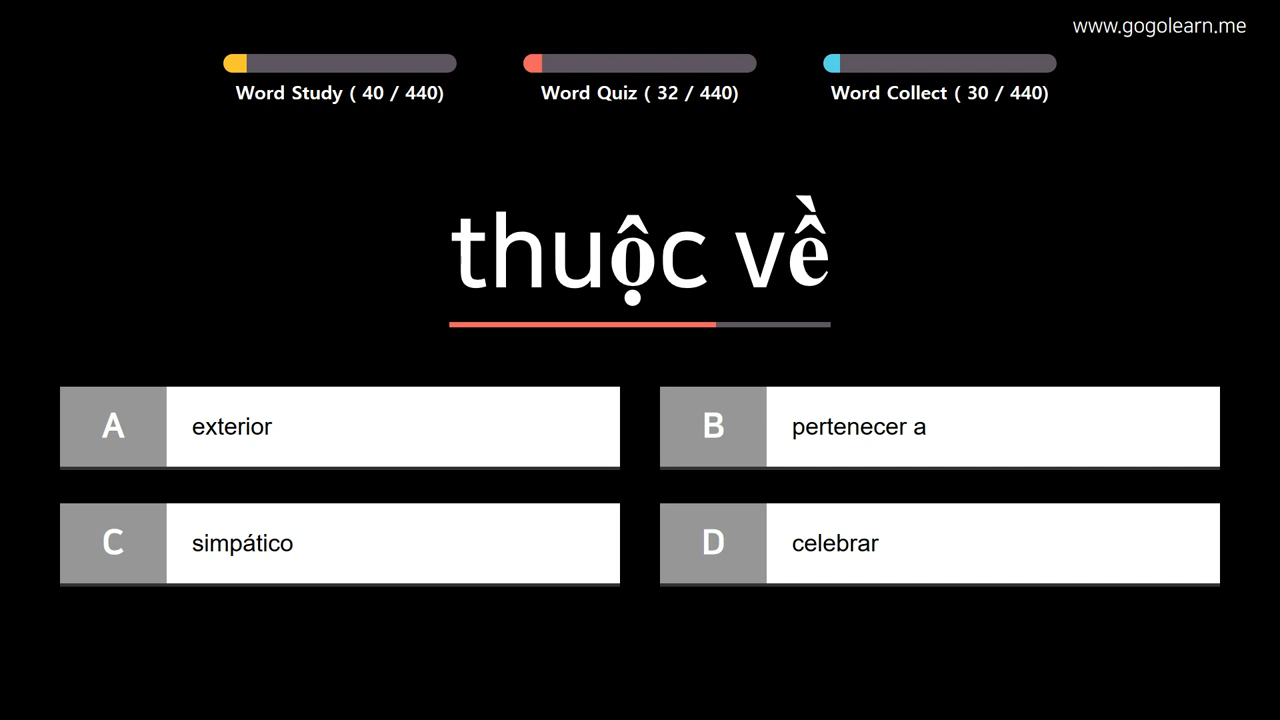 www.gogolearn.me
Word Study ( 40 / 440)
Word Quiz ( 32 / 440)
Word Collect ( 30 / 440)
thuộc về
A exterior
B pertenecer a
C simpático
D celebrar